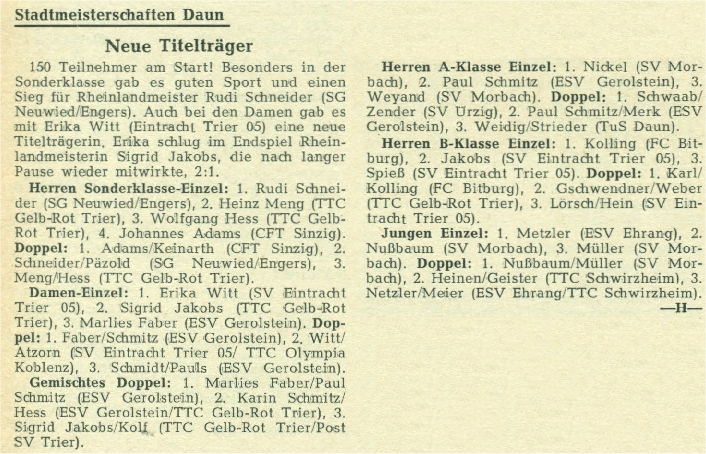 Stadtmeisterschaften Daun
Neue Titelträger
150 Teilnehmer am Start! Besonders in der
Sonderklasse gab es guten Sport und einen
Sieg für Rheinlandmeister Rudi Schneider (SG
Neuwied/Engers). Auch bei den Damen gab es
mit Erika Witt (Eintracht Trier 05) eine neue
Titelträgerin. Erika schlug im Endspiel Rhein-
landmeisterin Sigrid Jakobs, die nach langer
Pause wieder mitwirkte, 2:1.
Herren Sonderklasse-Einzel: 1. Rudi Schnei-
der (SG Neuwied/Engers), 2. Heinz Meng (TTC
Gelb-Rot Trier), 3. Wolfgang Hess (TTC Gelb-
Rot Trier), 4. Johannes Adams (CFT Sinzig).
Doppel: 1. Adams/Keinarth (CFT Sinzig), 2.
Schneider/Päzold (SG Neuwied/Engers), 3.
Meng/Hess (TTC Gelb-Rot Trier).
Damen-Einzel: 1. Erika Witt (SV Eintracht
Trier 05), 2. Sigrid Jakobs (TTC Gelb-Rot
Trier), 3. Marlies Faber (ESV Gerolstein). Dop-
pel: 1. Faber/Schmitz (ESV Gerolstein), 2. Witt/
Atzorn (SV Eintracht Trier 05/ TTC Olympia
Koblenz), 3. Schmidt/Pauls (ESV Gerolstein).
Gemischtes Doppel: 1. Marlies Faber/Paul
Schmitz (ESV Gerolstein), 2. Karin Schmitz/
Hess (ESV Gerolstein/TTC Gelb-Rot Trier), 3.
Sigrid Jakobs/Kolf (TTC Gelb-Rot Trier/Post
SV Trier).
Herren A-Klasse Einzel: 1. Nickel (SV Mor-
bach), 2. Paul Schmitz (ESV Gerolstein), 3.
Weyand (SV Morbach). Doppel: 1. Schwaab/
Zender (SV Ürzig), 2. Paul Schmitz/Merk (ESV
Gerolstein), 3. Weidig/Strieder (TuS Daun).
Herren B-Klasse Einzel: 1. Kolling (FC Bit-
burg), 2. Jakobs (SV Eintracht Trier 05), 3.
Spieß (SV Eintracht Trier 05). Doppel: 1. Karl/
Kolling (FC Bitburg), 2. Gschwendner/Weber
(TTC Gelb-Rot Trier), 3. Lörsch/Hein (SV Ein-
tracht Trier 05).
Jungen Einzel: 1. Metzler (ESV Ehrang), 2.
Nußbaum (SV Morbach), 3. Müller (SV Mor-
bach). Doppel: 1. Nußbaum/Müller (SV Mor-
bach), 2. Heinen/Geister (TTC Schwirzheim), 3.
Netzler/Meier (ESV Ehrang/TTC Schwirzheim).
—H—